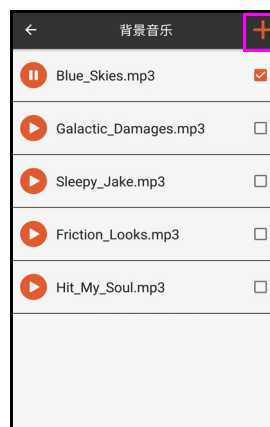 背景音乐
Blue_Skies.mp3
Galactic_Damages.mp3
Sleepy_Jake.mp3
Friction_Looks.mp3
Hit_My_Soul.mp3